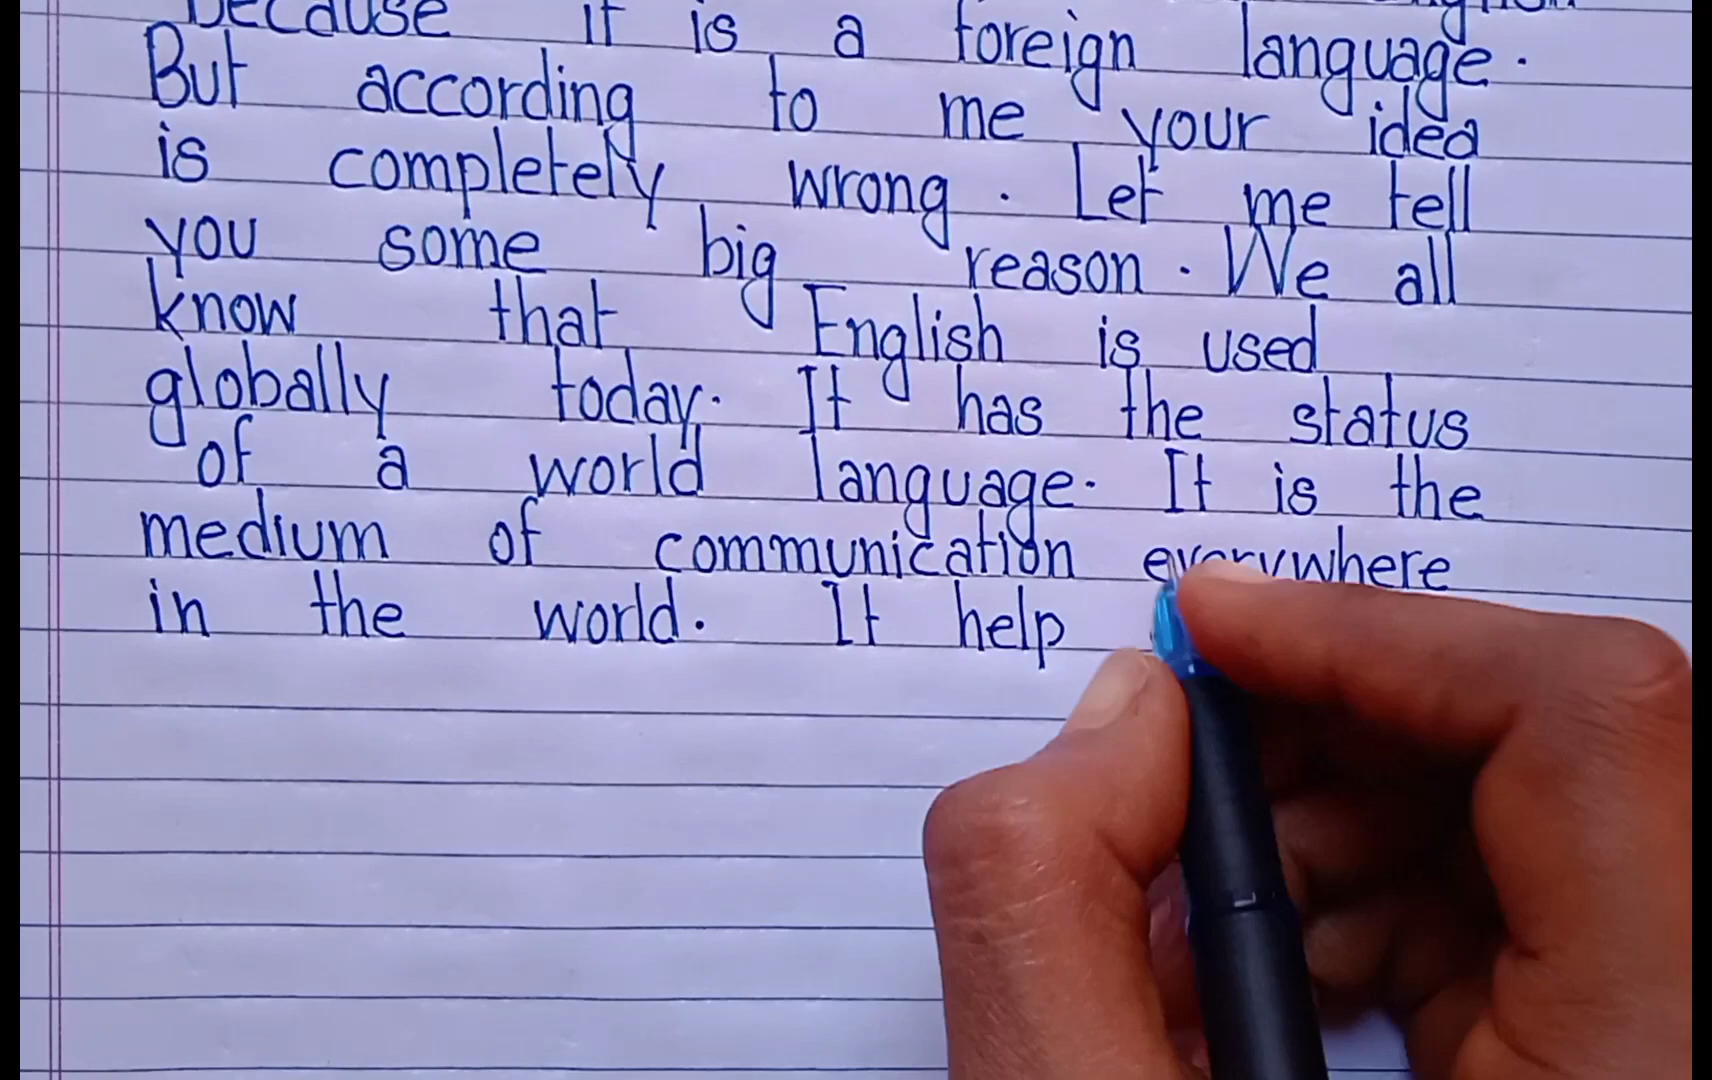 because it is a foreign language.
But according to me your idea
is completely wrong. Let me tell
you some big reason. We all
know that English is used
globally today. It has the status
of a world language. It is the
medium of communication everywhere
in the world. It help